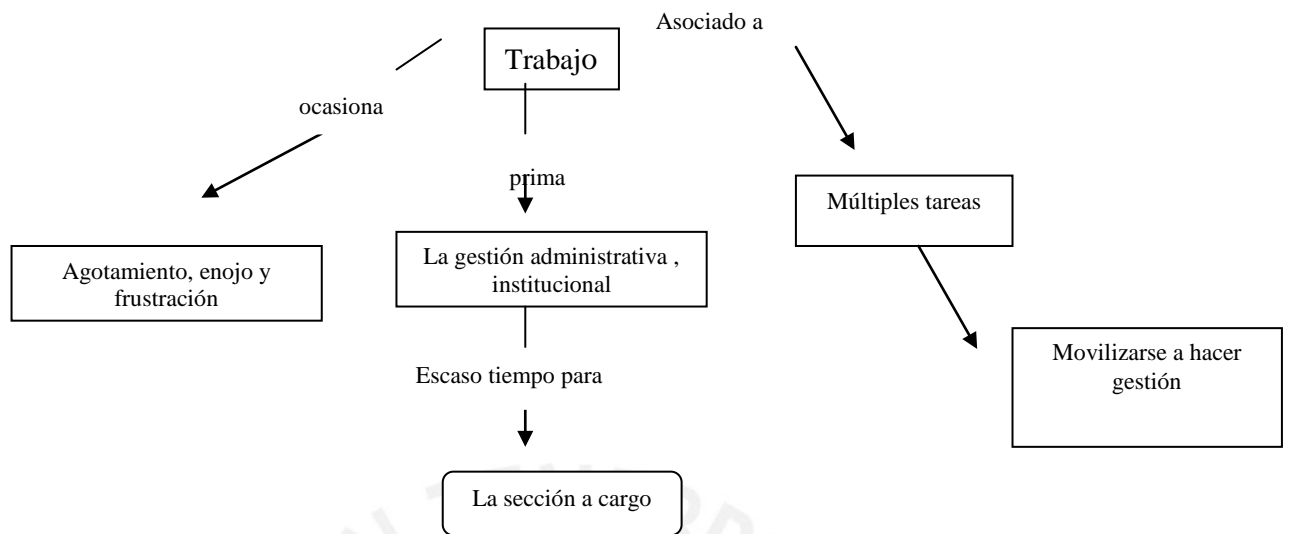 Asociado a
Trabajo
ocasiona
prima
Múltiples tareas
Agotamiento, enojo y
frustración
La gestión administrativa ,
institucional
Movilizarse a hacer
gestión
Escaso tiempo para
La sección a cargo